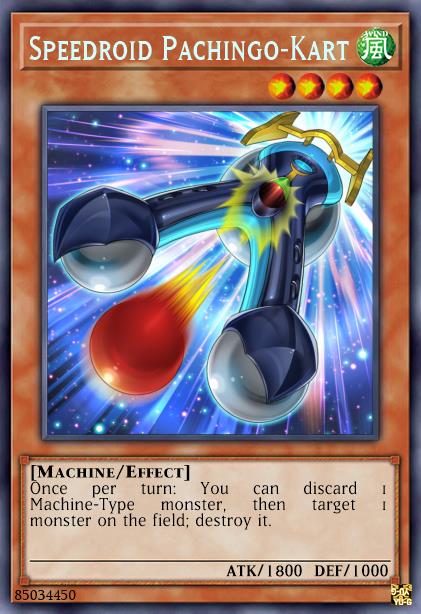 Speedroid Pachingo-Kart
WIND
風
[Machine/Effect]
Once per turn: You can discard 1
Machine-Type monster, then target 1
monster on the field; destroy it.
ATK/1800 DEF/1000
85034450